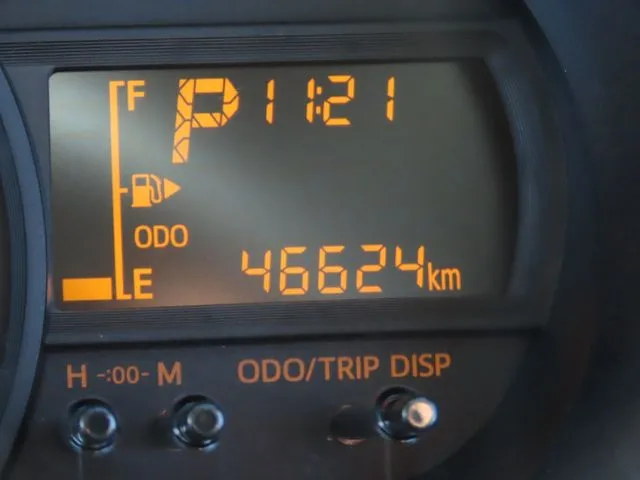 F P 11:21
ODO
E 46624km
H -:00- M ODO/TRIP DISP